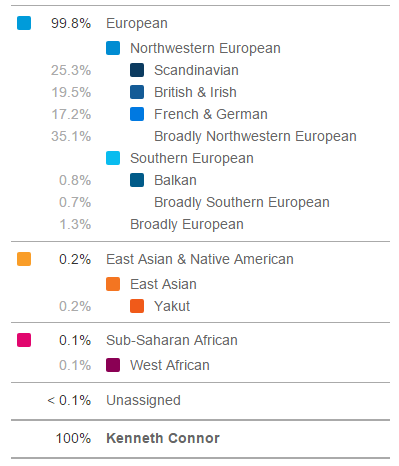 99.8% European
Northwestern European
25.3% Scandinavian
19.5% British & Irish
17.2% French & German
35.1% Broadly Northwestern European
Southern European
0.8% Balkan
0.7% Broadly Southern European
1.3% Broadly European
0.2% East Asian & Native American
East Asian
0.2% Yakut
0.1% Sub-Saharan African
0.1% West African
< 0.1% Unassigned
100% Kenneth Connor